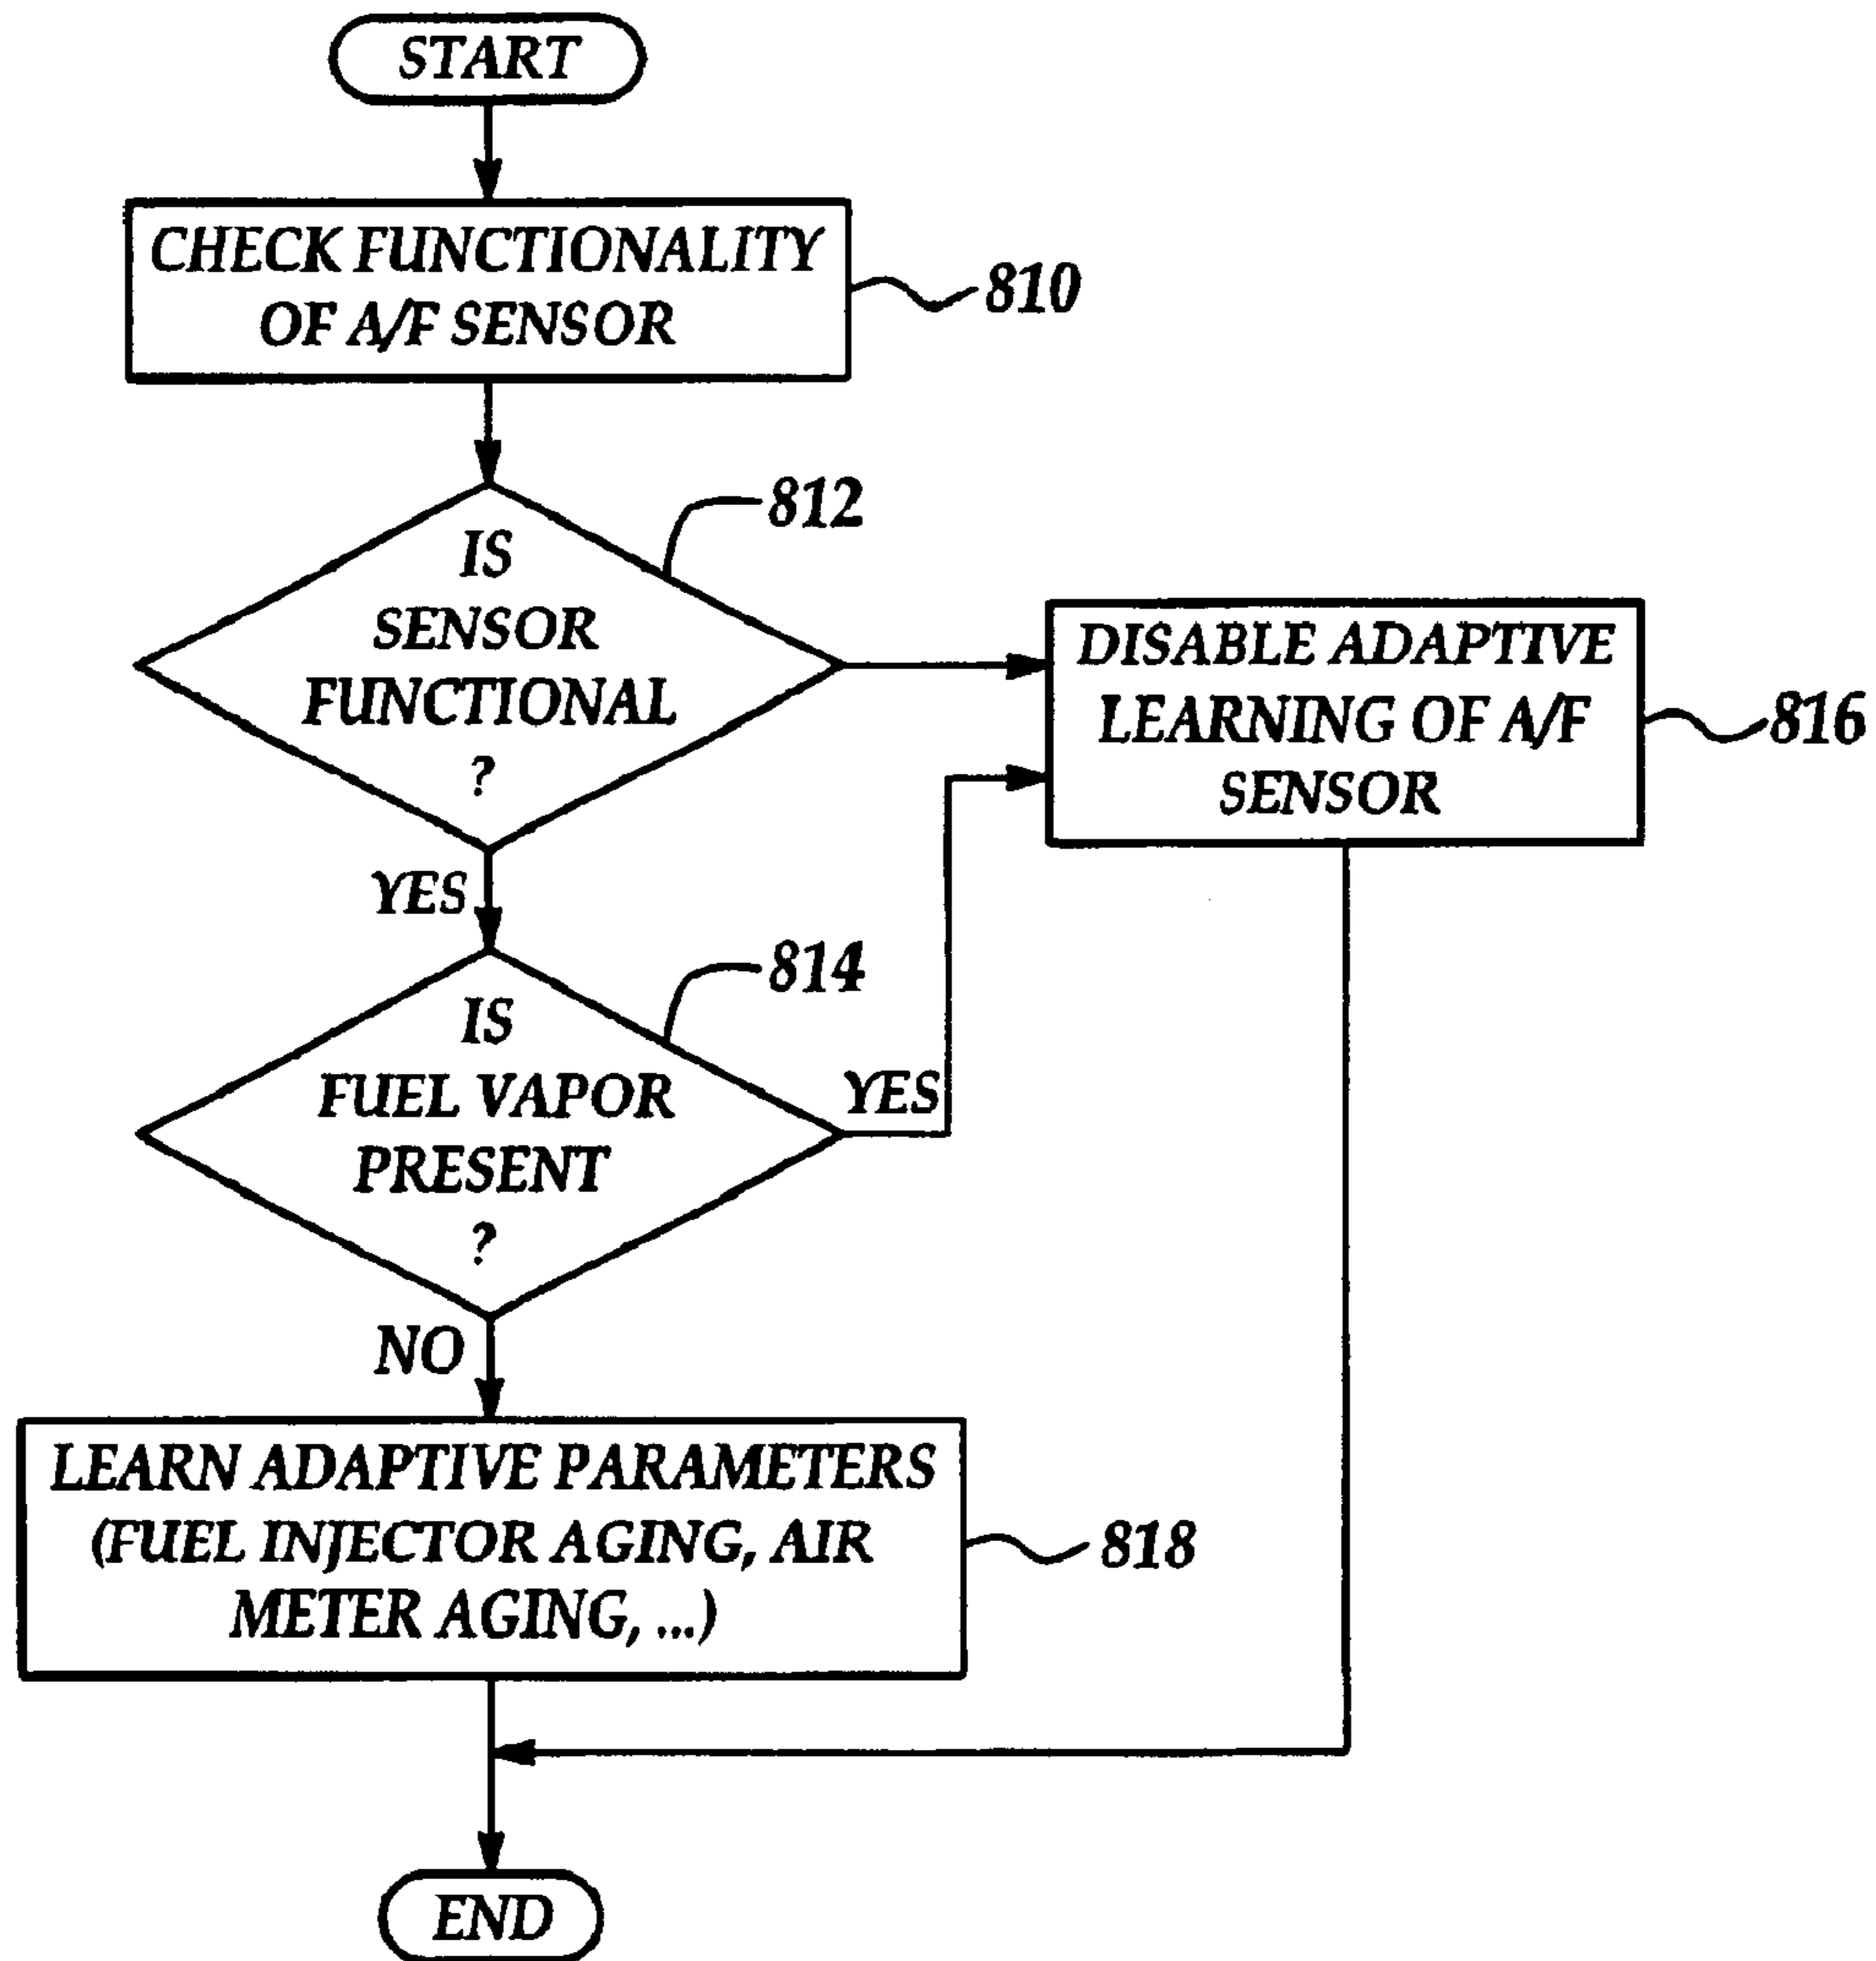 START
CHECK FUNCTIONALITY
OF A/F SENSOR
810
812
IS
SENSOR
FUNCTIONAL
?
DISABLE ADAPTIVE
LEARNING OF A/F
SENSOR
816
YES
814
IS
FUEL VAPOR
PRESENT
?
YES
NO
LEARN ADAPTIVE PARAMETERS
(FUEL INJECTOR AGING, AIR
METER AGING, ...)
818
END